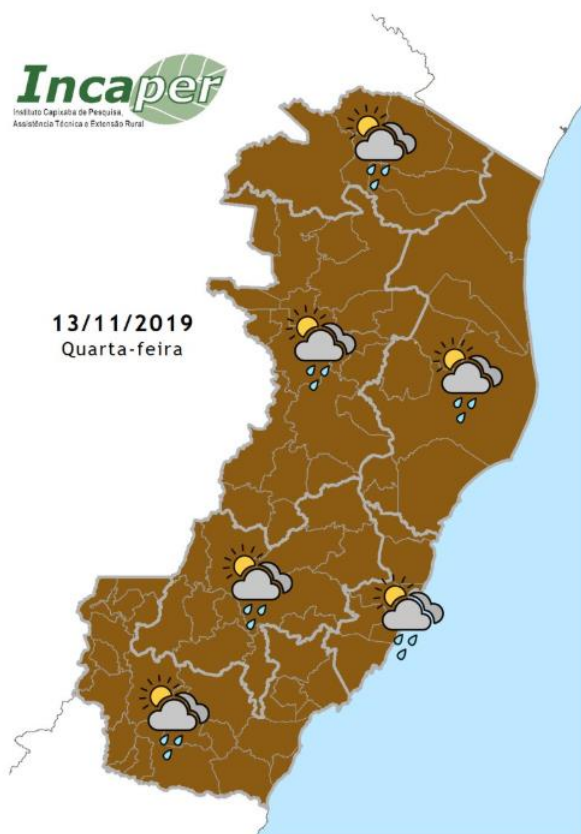 Incaper
Instituto Capixaba de Pesquisa,
Assistência Técnica e Extensão Rural
13/11/2019
Quarta-feira